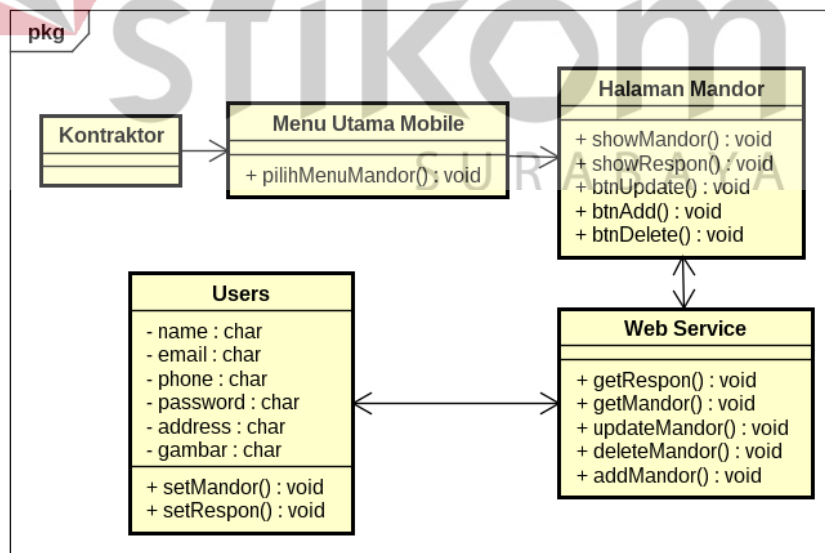 pkg
STIKOM
SURABAYA
Kontraktor
Menu Utama Mobile
+ pilihMenuMandor() : void
Halaman Mandor
+ showMandor() : void
+ showRespon() : void
+ btnUpdate() : void
+ btnAdd() : void
+ btnDelete() : void
Users
- name : char
- email : char
- phone : char
- password : char
- address : char
- gambar : char
+ setMandor() : void
+ setRespon() : void
Web Service
+ getRespon() : void
+ getMandor() : void
+ updateMandor() : void
+ deleteMandor() : void
+ addMandor() : void